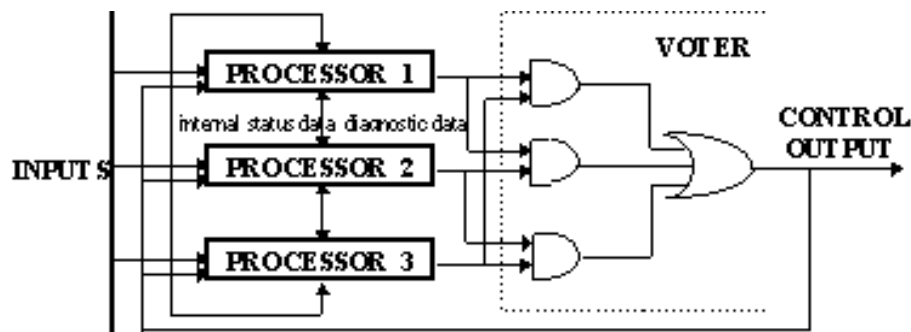 VOTER
PROCESSOR 1
internal status data diagnostic data
CONTROL
OUTPUT
INPUTS
PROCESSOR 2
PROCESSOR 3